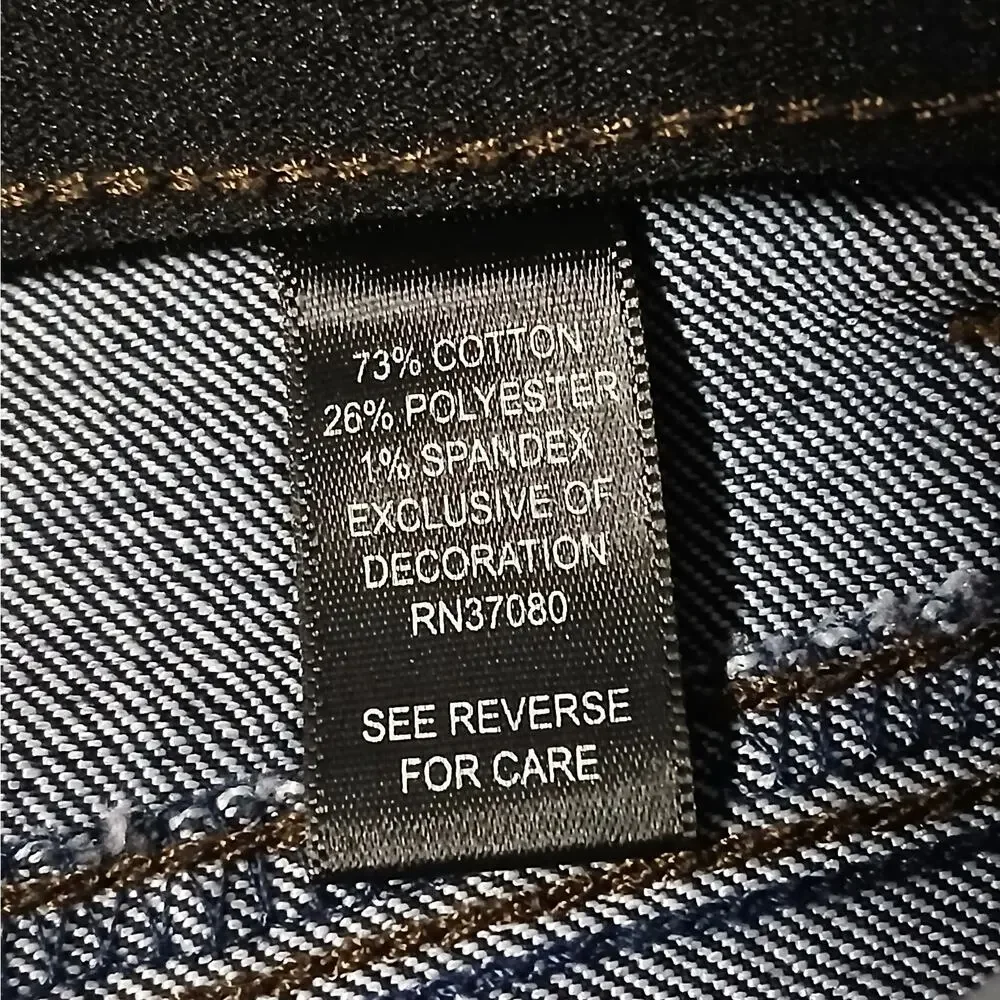 73% COTTON
26% POLYESTER
1% SPANDEX
EXCLUSIVE OF
DECORATION
RN37080
SEE REVERSE
FOR CARE